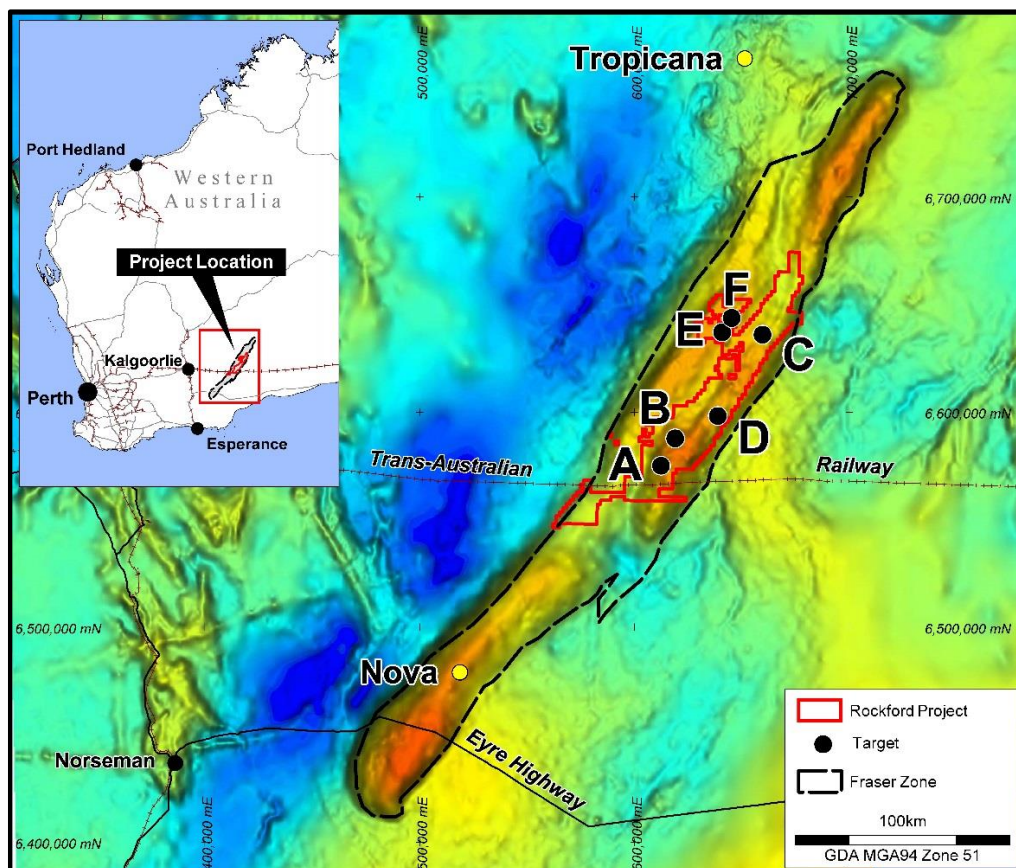 Port Hedland
Western
Australia
Project Location
Kalgoorlie
Perth
Esperance
500,000 mE
600,000 mE
700,000 mE
Tropicana
6,700,000 mN
F
E
C
B
D
A
6,600,000 mN
Trans-Australian
Railway
6,500,000 mN
6,500,000 mN
Nova
Norseman
Eyre Highway
6,400,000 mN
400,000 mE
500,000 mE
600,000 mE
Rockford Project
Target
Fraser Zone
100km
GDA MGA94 Zone 51